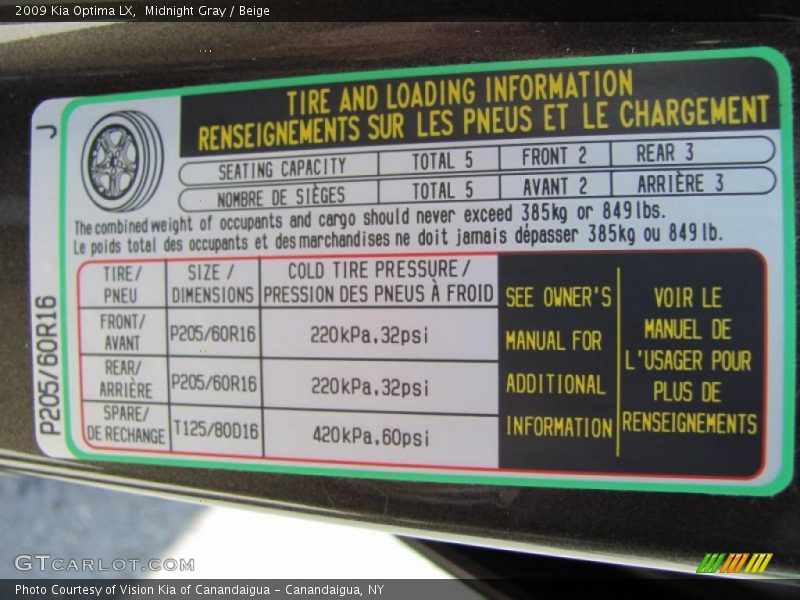 2009 Kia Optima LX,  Midnight Gray / Beige
TIRE AND LOADING INFORMATION
RENSEIGNEMENTS SUR LES PNEUS ET LE CHARGEMENT
J
SEATING CAPACITY TOTAL 5 FRONT 2 REAR 3
NOMBRE DE SIÈGES TOTAL 5 AVANT 2 ARRIÈRE 3
The combined weight of occupants and cargo should never exceed 385kg or 849lbs.
Le poids total des occupants et des marchandises ne doit jamais dépasser 385kg ou 849lb.
P205/60R16
TIRE/
PNEU
SIZE /
DIMENSIONS
COLD TIRE PRESSURE/
PRESSION DES PNEUS À FROID
FRONT/
AVANT
P205/60R16
220kPa.32psi
REAR/
ARRIÈRE
P205/60R16
220kPa.32psi
SPARE/
DE RECHANGE
T125/80D16
420kPa.60psi
SEE OWNER'S
MANUAL FOR
ADDITIONAL
INFORMATION
VOIR LE
MANUEL DE
L'USAGER POUR
PLUS DE
RENSEIGNEMENTS
GTCARLOT.COM
Photo Courtesy of Vision Kia of Canandaigua - Canandaigua, NY